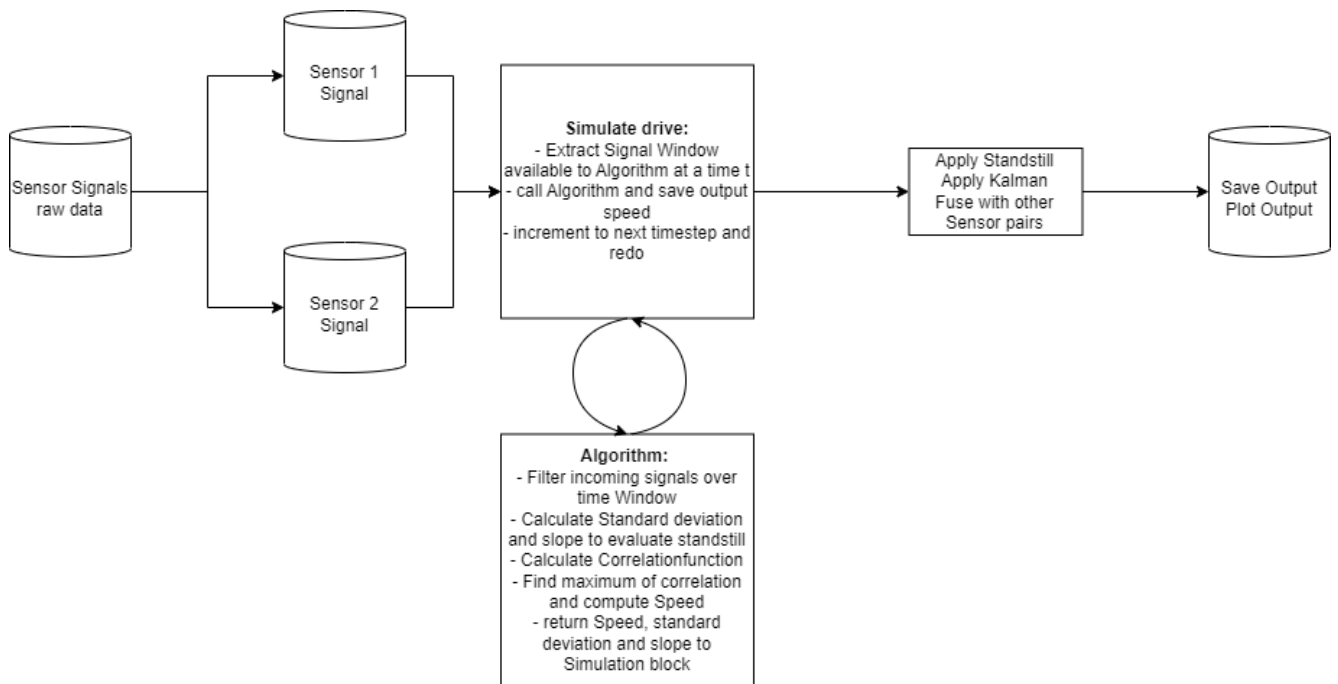 Sensor Signals
raw data
Sensor 1
Signal
Sensor 2
Signal
Simulate drive:
- Extract Signal Window
available to Algorithm at a time t
- call Algorithm and save output
speed
- increment to next timestep and
redo
Algorithm:
- Filter incoming signals over
time Window
- Calculate Standard deviation
and slope to evaluate standstill
- Calculate Correlationfunction
- Find maximum of correlation
and compute Speed
- return Speed, standard
deviation and slope to
Simulation block
Apply Standstill
Apply Kalman
Fuse with other
Sensor pairs
Save Output
Plot Output